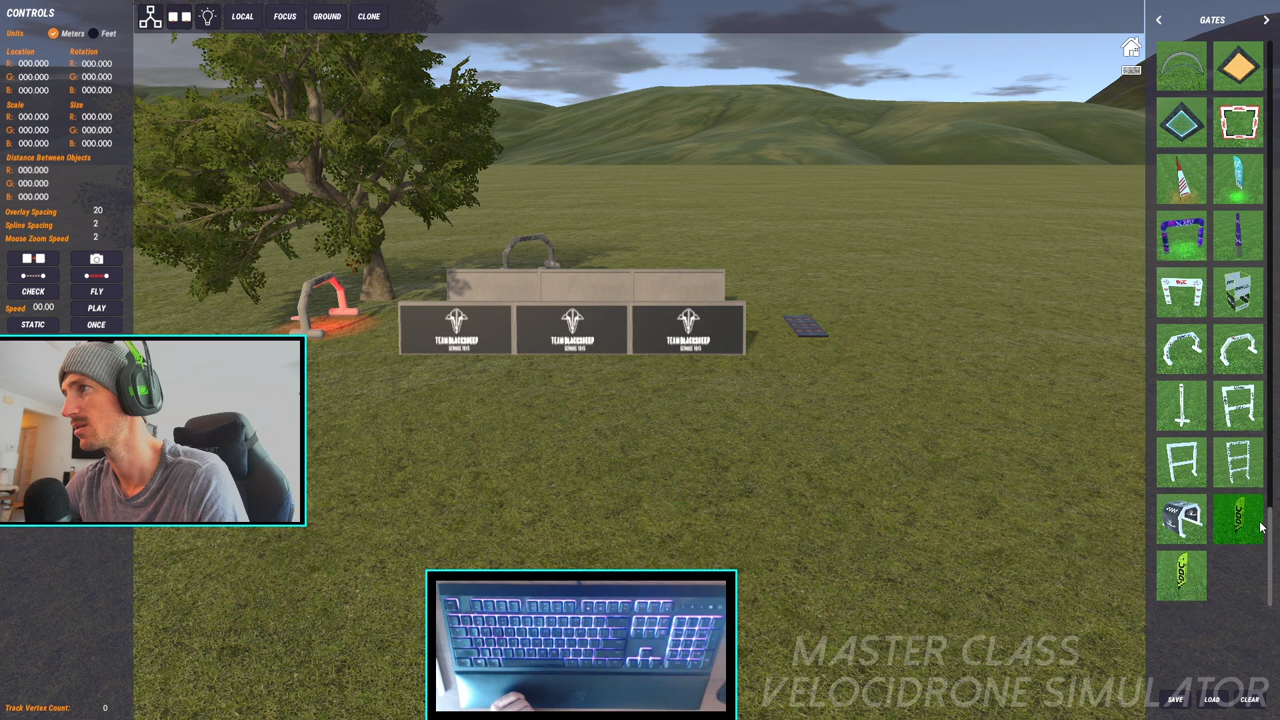 CONTROLS
Units
Meters
Feet
Location
Rotation
R: 000.000
R: 000.000
G: 000.000
G: 000.000
B: 000.000
B: 000.000
Scale
Size
R: 000.000
R: 000.000
G: 000.000
G: 000.000
B: 000.000
B: 000.000
Distance Between Objects
R: 000.000
G: 000.000
B: 000.000
Overlay Spacing 20
Spline Spacing 2
Mouse Zoom Speed 2
CHECK
FLY
Speed 00.00
PLAY
STATIC
ONCE
Track Vertex Count: 0
LOCAL
FOCUS
GROUND
CLONE
GATES
TEAM BLACKSHEEP
TEAM BLACKSHEEP
TEAM BLACKSHEEP
MASTER CLASS
VELOCIDRONE SIMULATOR
SAVE
LOAD
CLEAR